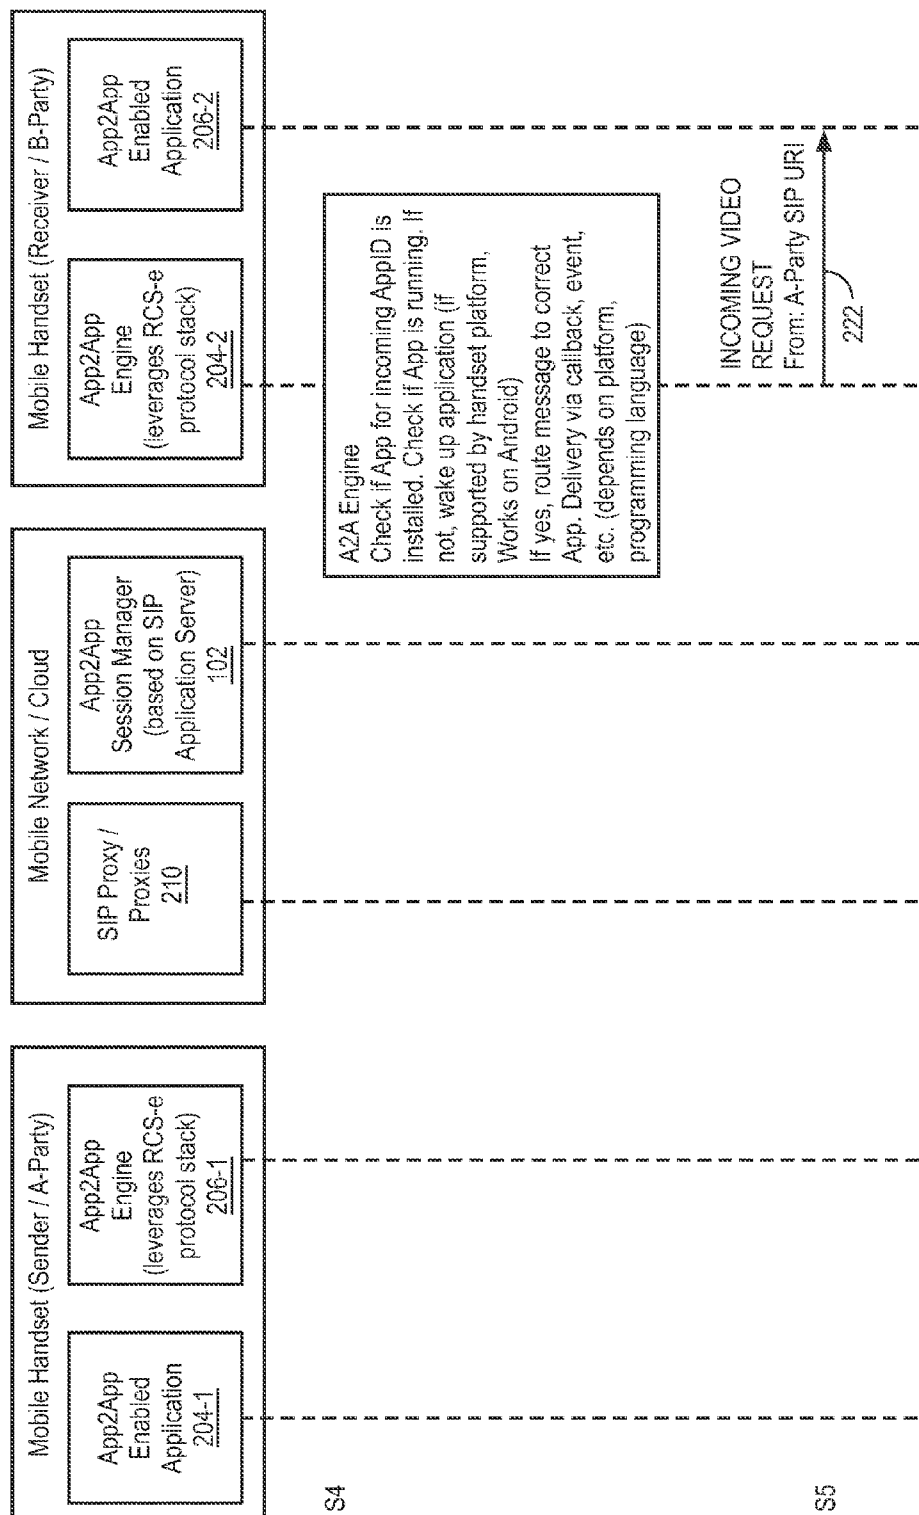 Mobile Handset (Sender / A-Party)
App2App
Enabled
Application
204-1
App2App
Engine
(leverages RCS-e
protocol stack)
206-1
Mobile Network / Cloud
SIP Proxy /
Proxies
210
App2App
Session Manager
(based on SIP
Application Server)
102
Mobile Handset (Receiver / B-Party)
App2App
Engine
(leverages RCS-e
protocol stack)
204-2
App2App
Enabled
Application
206-2
S4
A2A Engine
Check if App for incoming AppID is
installed. Check if App is running. If
not, wake up application (if
supported by handset platform,
Works on Android)
If yes, route message to correct
App. Delivery via callback, event,
etc. (depends on platform,
programming language)
S5
INCOMING VIDEO
REQUEST
From: A-Party SIP URI
222